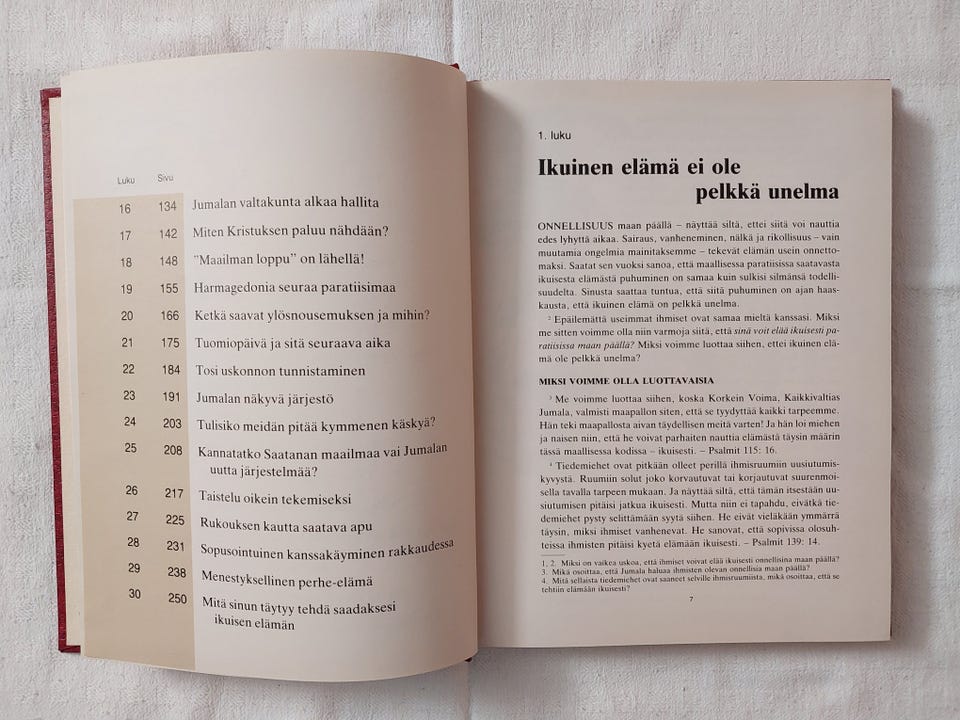 Luku Sivu
16 134 Jumalan valtakunta alkaa hallita
17 142 Miten Kristuksen paluu nähdään?
18 148 ”Maailman loppu” on lähellä!
19 155 Harmagedonia seuraa paratiisimaa
20 166 Ketkä saavat ylösnousemuksen ja mihin?
21 175 Tuomiopäivä ja sitä seuraava aika
22 184 Tosi uskonnon tunnistaminen
23 191 Jumalan näkyvä järjestö
24 203 Tulisiko meidän pitää kymmenen käskyä?
25 208 Kannatatko Saatanan maailmaa vai Jumalan
uutta järjestelmää?
26 217 Taistelu oikein tekemiseksi
27 225 Rukouksen kautta saatava apu
28 231 Sopusointuinen kanssakäyminen rakkaudessa
29 238 Menestyksellinen perhe-elämä
30 250 Mitä sinun täytyy tehdä saadaksesi
ikuisen elämän
1. luku
Ikuinen elämä ei ole
pelkkä unelma
ONNELLISUUS maan päällä – näyttää siltä, ettei siitä voi nauttia
edes lyhyttä aikaa. Sairaus, vanheneminen, nälkä ja rikollisuus – vain
muutamia ongelmia mainitaksemme – tekevät elämän usein onnetto-
maksi. Saatat sen vuoksi sanoa, että maallisessa paratiisissa saatavasta
ikuisesta elämästä puhuminen on samaa kuin sulkisi silmänsä todelli-
suudelta. Sinusta saattaa tuntua, että siitä puhuminen on ajan haas-
kausta, että ikuinen elämä on pelkkä unelma.
² Epäilemättä useimmat ihmiset ovat samaa mieltä kanssasi. Miksi
me sitten voimme olla niin varmoja siitä, että sinä voit elää ikuisesti pa-
ratiisissa maan päällä? Miksi voimme luottaa siihen, ettei ikuinen elä-
mä ole pelkkä unelma?
MIKSI VOIMME OLLA LUOTTAVAISIA
³ Me voimme luottaa siihen, koska Korkein Voima, Kaikkivaltias
Jumala, valmisti maapallon siten, että se tyydyttää kaikki tarpeemme.
Hän teki maapallosta aivan täydellisen meitä varten! Ja hän loi miehen
ja naisen niin, että he voivat parhaiten nauttia elämästä täysin määrin
tässä maallisessa kodissa – ikuisesti. – Psalmit 115: 16.
⁴ Tiedemiehet ovat pitkään olleet perillä ihmisruumiin uusiutumis-
kyvystä. Ruumiin solut joko korvautuvat tai korjautuvat suurenmoi-
sella tavalla tarpeen mukaan. Ja näyttää siltä, että tämän itsestään uu-
siutumisen pitäisi jatkua ikuisesti. Mutta niin ei tapahdu, eivätkä tie-
demiehet pysty selittämään syytä siihen. He eivät vieläkään ymmärrä
täysin, miksi ihmiset vanhenevat. He sanovat, että sopivissa olosuh-
teissa ihmisten pitäisi kyetä elämään ikuisesti. – Psalmit 139: 14.
1, 2. Miksi on vaikea uskoa, että ihmiset voivat elää ikuisesti onnellisina maan päällä?
3. Mikä osoittaa, että Jumala haluaa ihmisten olevan onnellisia maan päällä?
4. Mitä sellaista tiedemiehet ovat saaneet selville ihmisruumiista, mikä osoittaa, että se
tehtiin elämään ikuisesti?
7